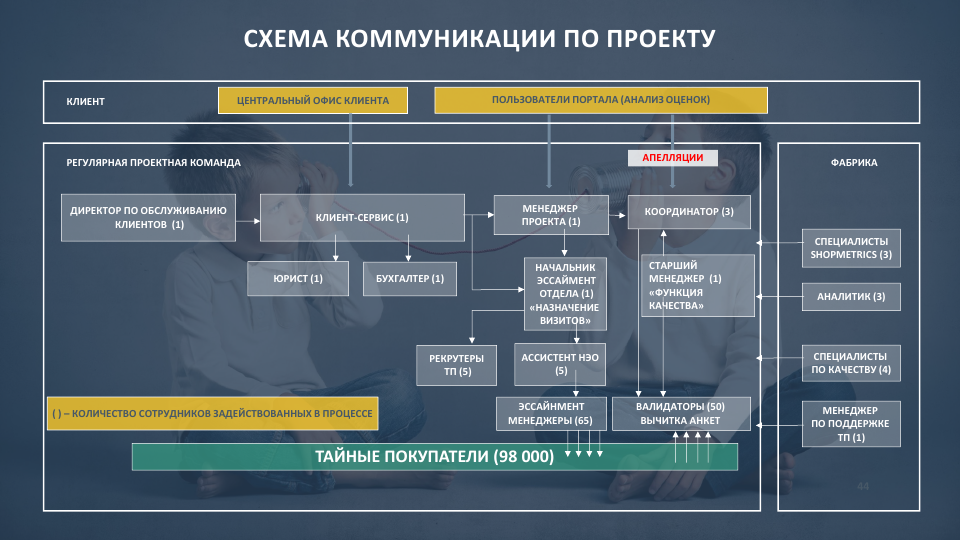 СХЕМА КОММУНИКАЦИИ ПО ПРОЕКТУ
КЛИЕНТ
ЦЕНТРАЛЬНЫЙ ОФИС КЛИЕНТА
ПОЛЬЗОВАТЕЛИ ПОРТАЛА (АНАЛИЗ ОЦЕНОК)
РЕГУЛЯРНАЯ ПРОЕКТНАЯ КОМАНДА
АПЕЛЛЯЦИИ
ФАБРИКА
ДИРЕКТОР ПО ОБСЛУЖИВАНИЮ
КЛИЕНТОВ (1)
КЛИЕНТ-СЕРВИС (1)
МЕНЕДЖЕР
ПРОЕКТА (1)
КООРДИНАТОР (3)
СПЕЦИАЛИСТЫ
SHOPMETRICS (3)
ЮРИСТ (1)
БУХГАЛТЕР (1)
НАЧАЛЬНИК
ЭССАЙМЕНТ
ОТДЕЛА (1)
«НАЗНАЧЕНИЕ
ВИЗИТОВ»
СТАРШИЙ
МЕНЕДЖЕР (1)
«ФУНКЦИЯ
КАЧЕСТВА»
АНАЛИТИК (3)
РЕКРУТЕРЫ
ТП (5)
АССИСТЕНТ НЭО
(5)
СПЕЦИАЛИСТЫ
ПО КАЧЕСТВУ (4)
( ) – КОЛИЧЕСТВО СОТРУДНИКОВ ЗАДЕЙСТВОВАННЫХ В ПРОЦЕССЕ
ЭССАЙНМЕНТ
МЕНЕДЖЕРЫ (65)
ВАЛИДАТОРЫ (50)
ВЫЧИТКА АНКЕТ
МЕНЕДЖЕР
ПО ПОДДЕРЖКЕ
ТП (1)
ТАЙНЫЕ ПОКУПАТЕЛИ (98 000)
44